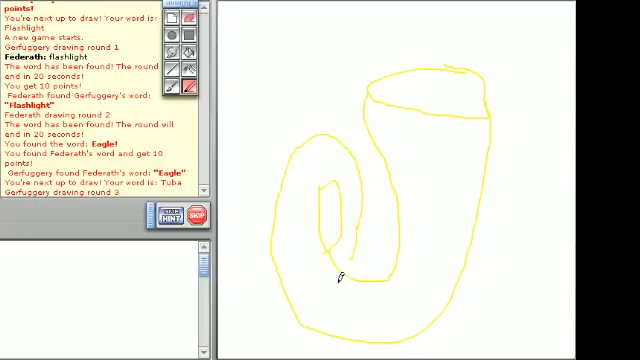 points!
You're next up to draw! Your word is:
Flashlight
A new game starts.
Gerfuggery drawing round 1
Federath: flashlight
The word has been found! The round will
end in 20 seconds!
You get 10 points!
Federath found Gerfuggery's word:
"Flashlight"
Federath drawing round 2
The word has been found! The round will
end in 20 seconds!
You found the word: Eagle!
You found Federath's word and get 10
points!
Gerfuggery found Federath's word: "Eagle"
You're next up to draw! Your word is: Tuba
Gerfuggery drawing round 3
HINT
SKIP